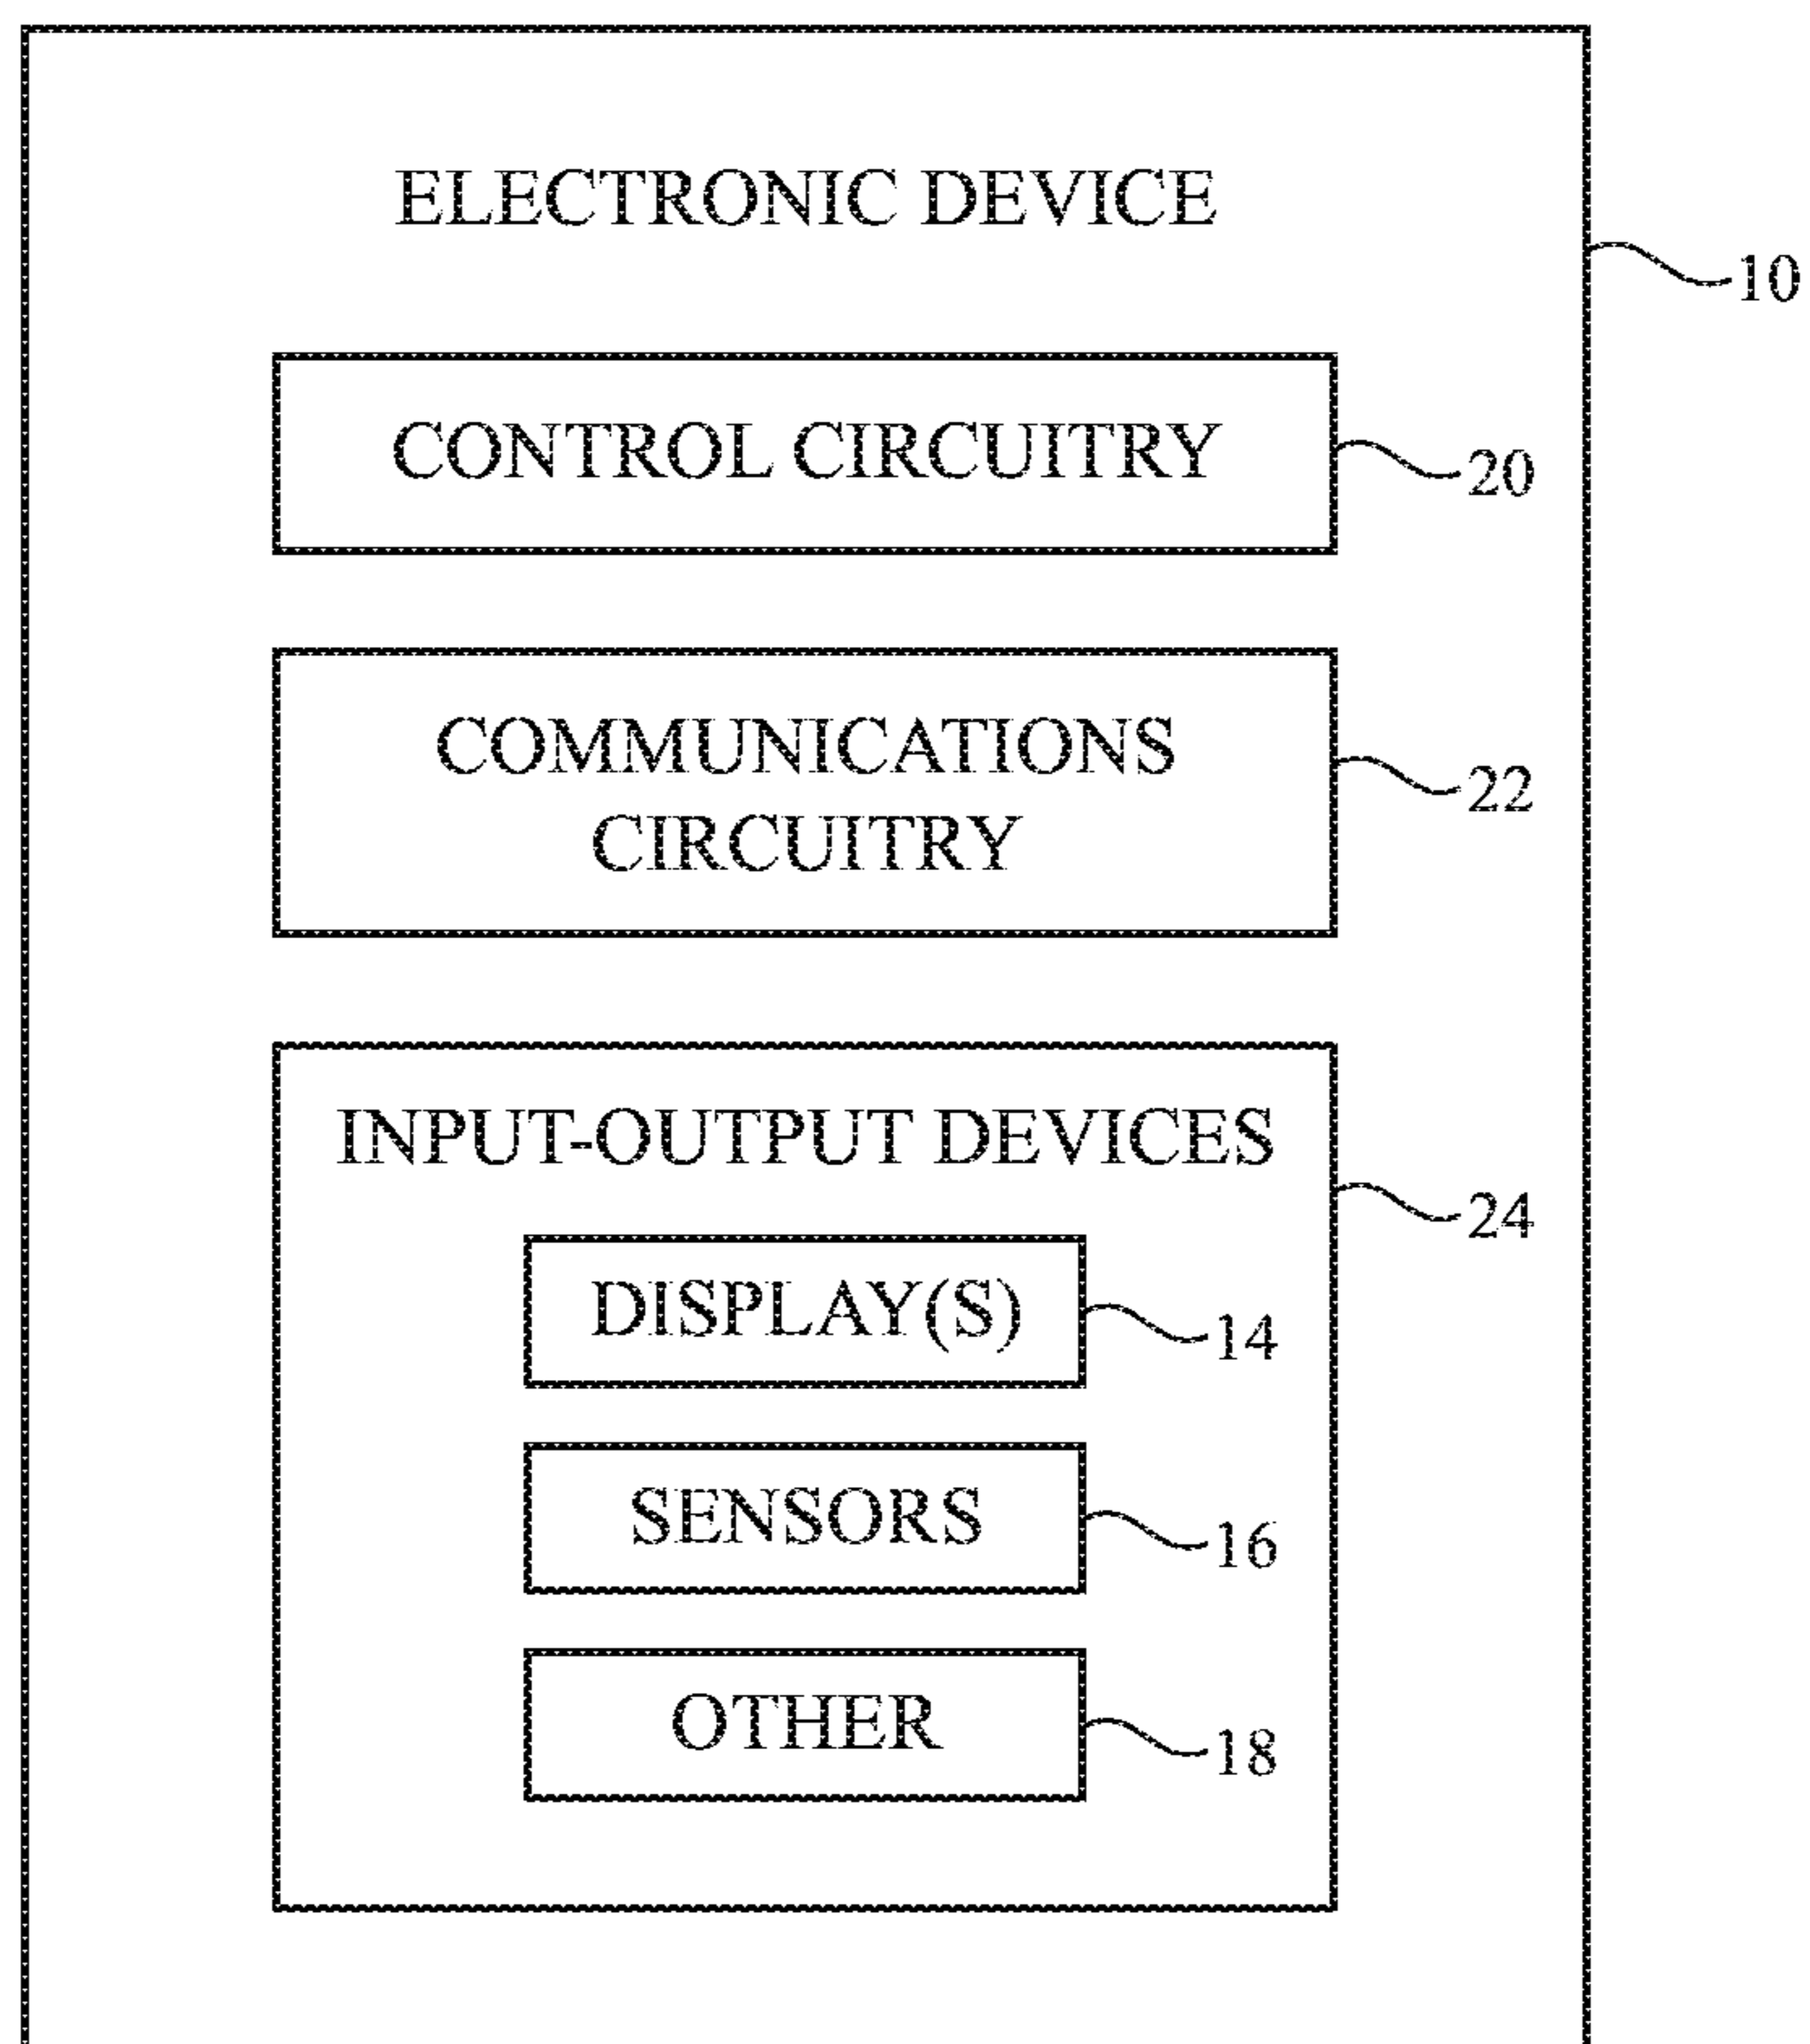 ELECTRONIC DEVICE
10
CONTROL CIRCUITRY
20
COMMUNICATIONS
CIRCUITRY
22
INPUT-OUTPUT DEVICES
24
DISPLAY(S)
14
SENSORS
16
OTHER
18